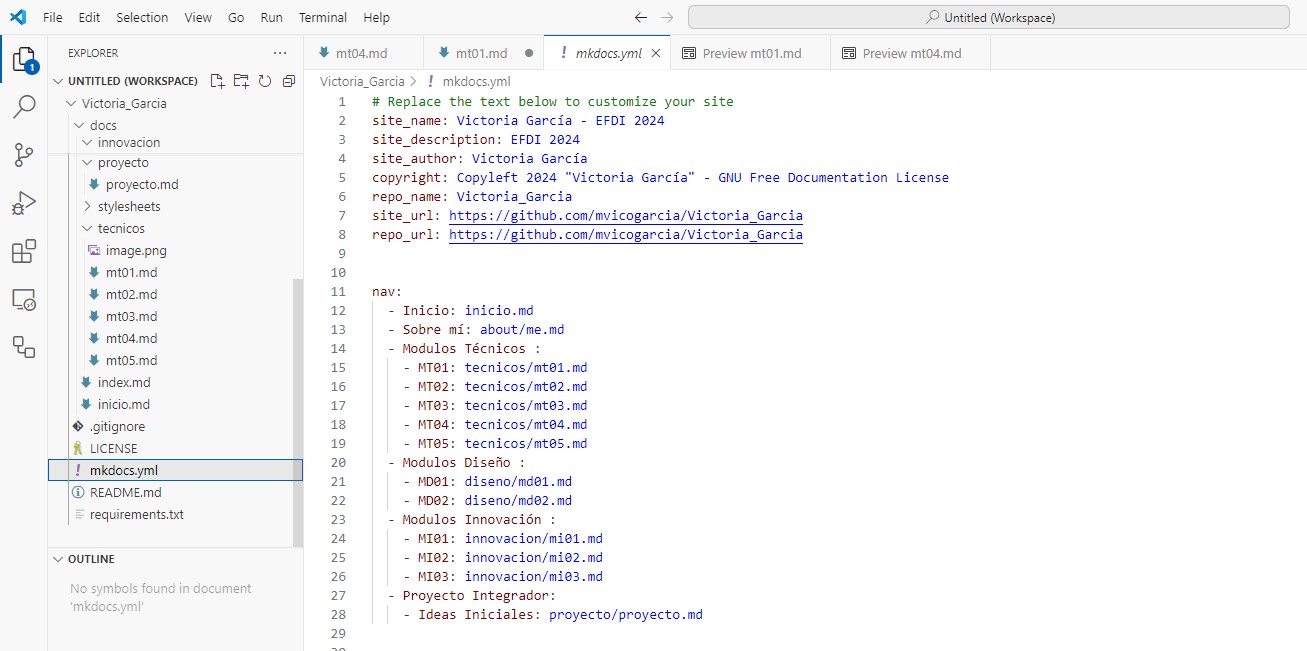 File Edit Selection View Go Run Terminal Help
Untitled (Workspace)
1
EXPLORER
UNTITLED (WORKSPACE)
Victoria_Garcia
docs
innovacion
proyecto
proyecto.md
stylesheets
tecnicos
image.png
mt01.md
mt02.md
mt03.md
mt04.md
mt05.md
index.md
inicio.md
.gitignore
LICENSE
mkdocs.yml
README.md
requirements.txt
OUTLINE
No symbols found in document
'mkdocs.yml'
mt04.md mt01.md mkdocs.yml Preview mt01.md Preview mt04.md
Victoria_Garcia > ! mkdocs.yml
1 # Replace the text below to customize your site
2 site_name: Victoria García - EFDI 2024
3 site_description: EFDI 2024
4 site_author: Victoria García
5 copyright: Copyleft 2024 "Victoria García" - GNU Free Documentation License
6 repo_name: Victoria_Garcia
7 site_url: https://github.com/mvicogarcia/Victoria_Garcia
8 repo_url: https://github.com/mvicogarcia/Victoria_Garcia
9
10
11 nav:
12 - Inicio: inicio.md
13 - Sobre mí: about/me.md
14 - Modulos Técnicos :
15 - MT01: tecnicos/mt01.md
16 - MT02: tecnicos/mt02.md
17 - MT03: tecnicos/mt03.md
18 - MT04: tecnicos/mt04.md
19 - MT05: tecnicos/mt05.md
20 - Modulos Diseño :
21 - MD01: diseno/md01.md
22 - MD02: diseno/md02.md
23 - Modulos Innovación :
24 - MI01: innovacion/mi01.md
25 - MI02: innovacion/mi02.md
26 - MI03: innovacion/mi03.md
27 - Proyecto Integrador:
28 - Ideas Iniciales: proyecto/proyecto.md
29
30